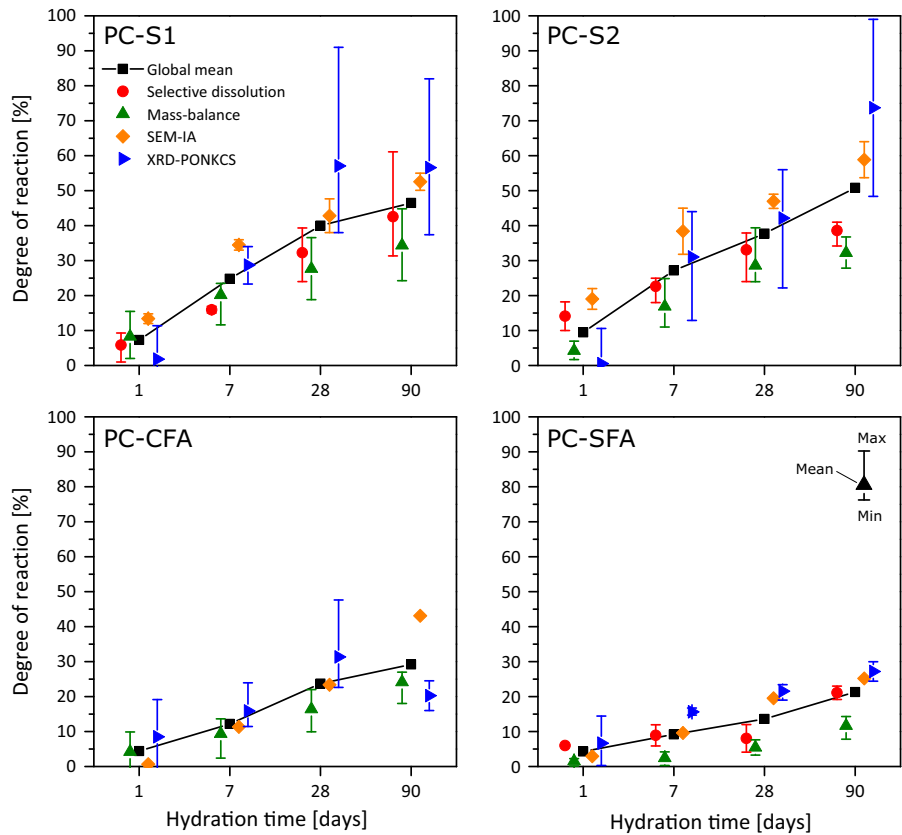 PC-S1
Global mean
Selective dissolution
Mass-balance
SEM-IA
XRD-PONKCS
Degree of reaction [%]
100
90
80
70
60
50
40
30
20
10
0
1 7 28 90
PC-S2
100
90
80
70
60
50
40
30
20
10
0
1 7 28 90
PC-CFA
Degree of reaction [%]
100
90
80
70
60
50
40
30
20
10
0
1 7 28 90
Hydration time [days]
PC-SFA
Max
Mean
Min
100
90
80
70
60
50
40
30
20
10
0
1 7 28 90
Hydration time [days]